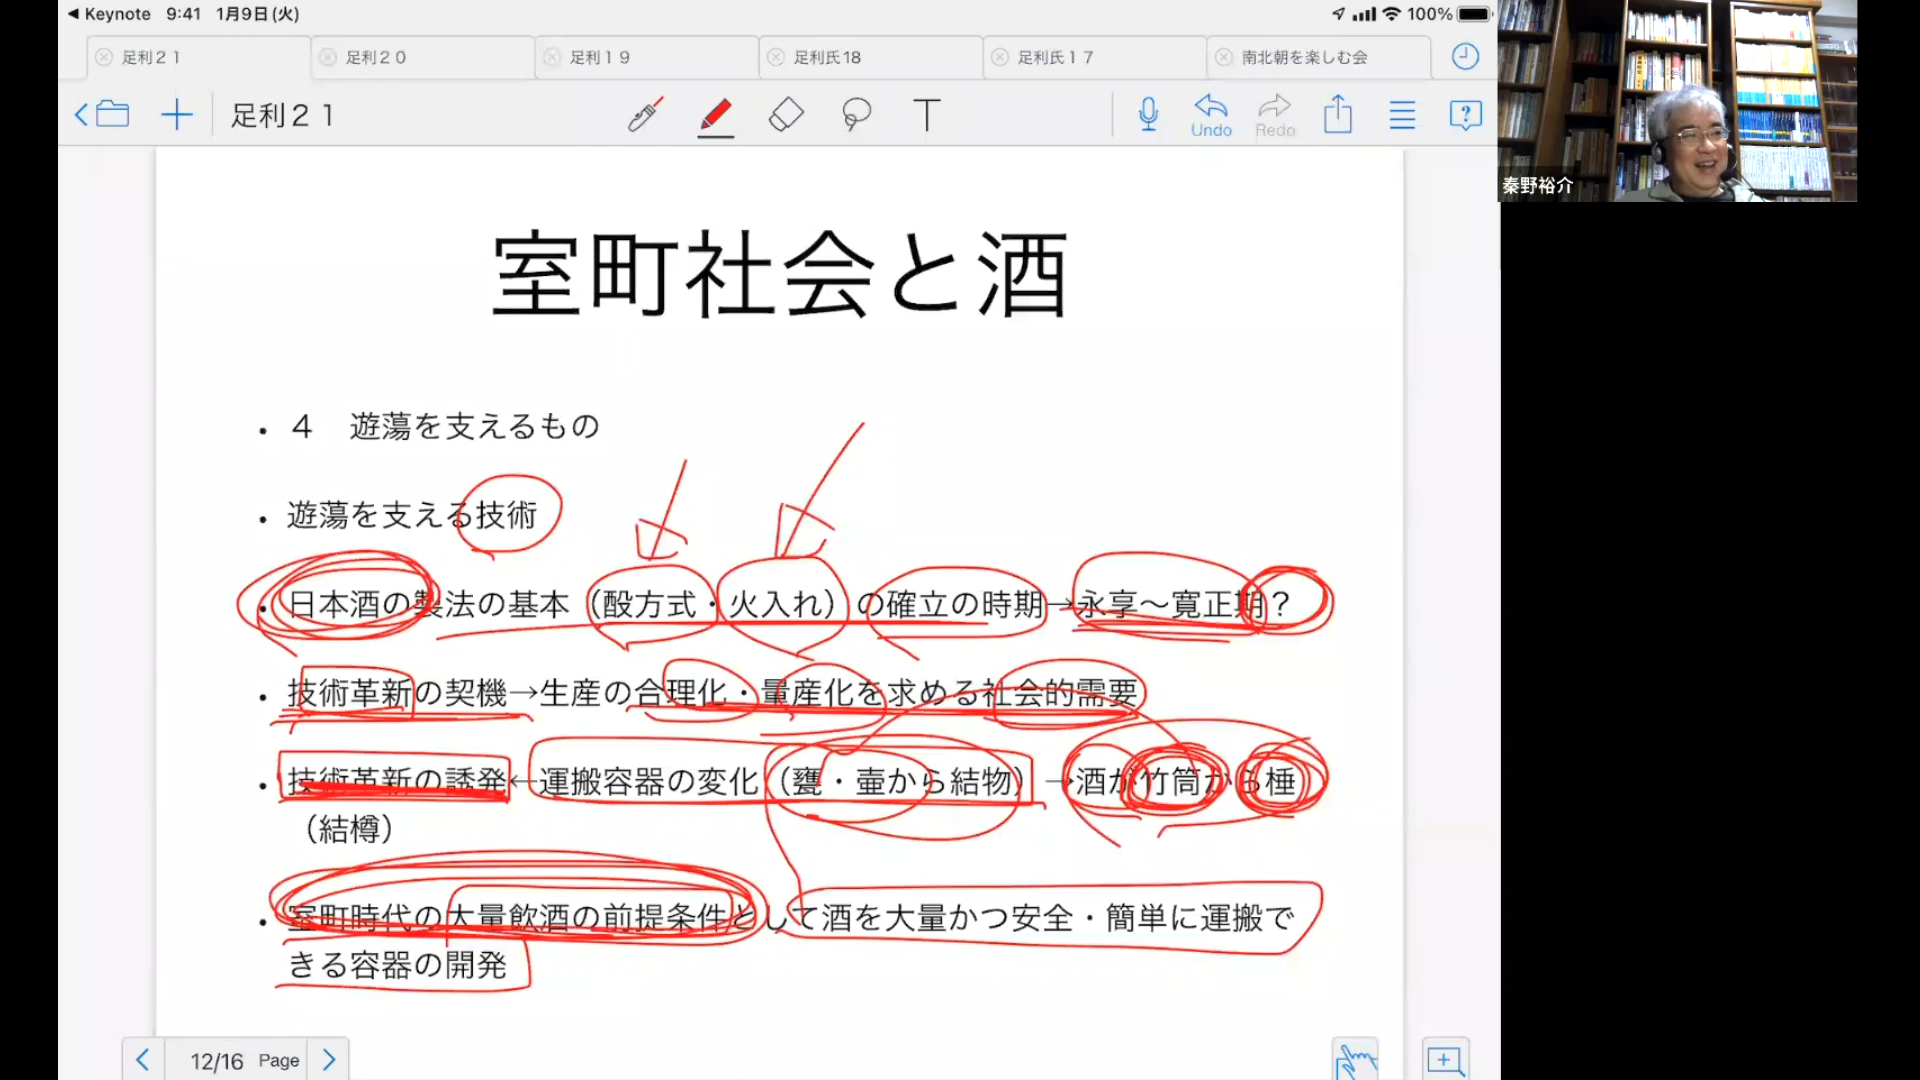 Keynote 9:41 1月9日(火) 100%
足利21 足利20 足利19 足利氏18 足利氏17 南北朝を楽しむ会
足利21 T Undo Redo ?
秦野裕介
室町社会と酒
・４　遊蕩を支えるもの
・遊蕩を支える技術
・日本酒の製法の基本（酘方式・火入れ）の確立の時期→永享〜寛正期？
・技術革新の契機→生産の合理化・量産化を求める社会的需要
・技術革新の誘発←運搬容器の変化（甕・壷から結物）→酒が竹筒から棰
（結樽）
・室町時代の大量飲酒の前提条件として酒を大量かつ安全・簡単に運搬で
きる容器の開発
12/16 Page